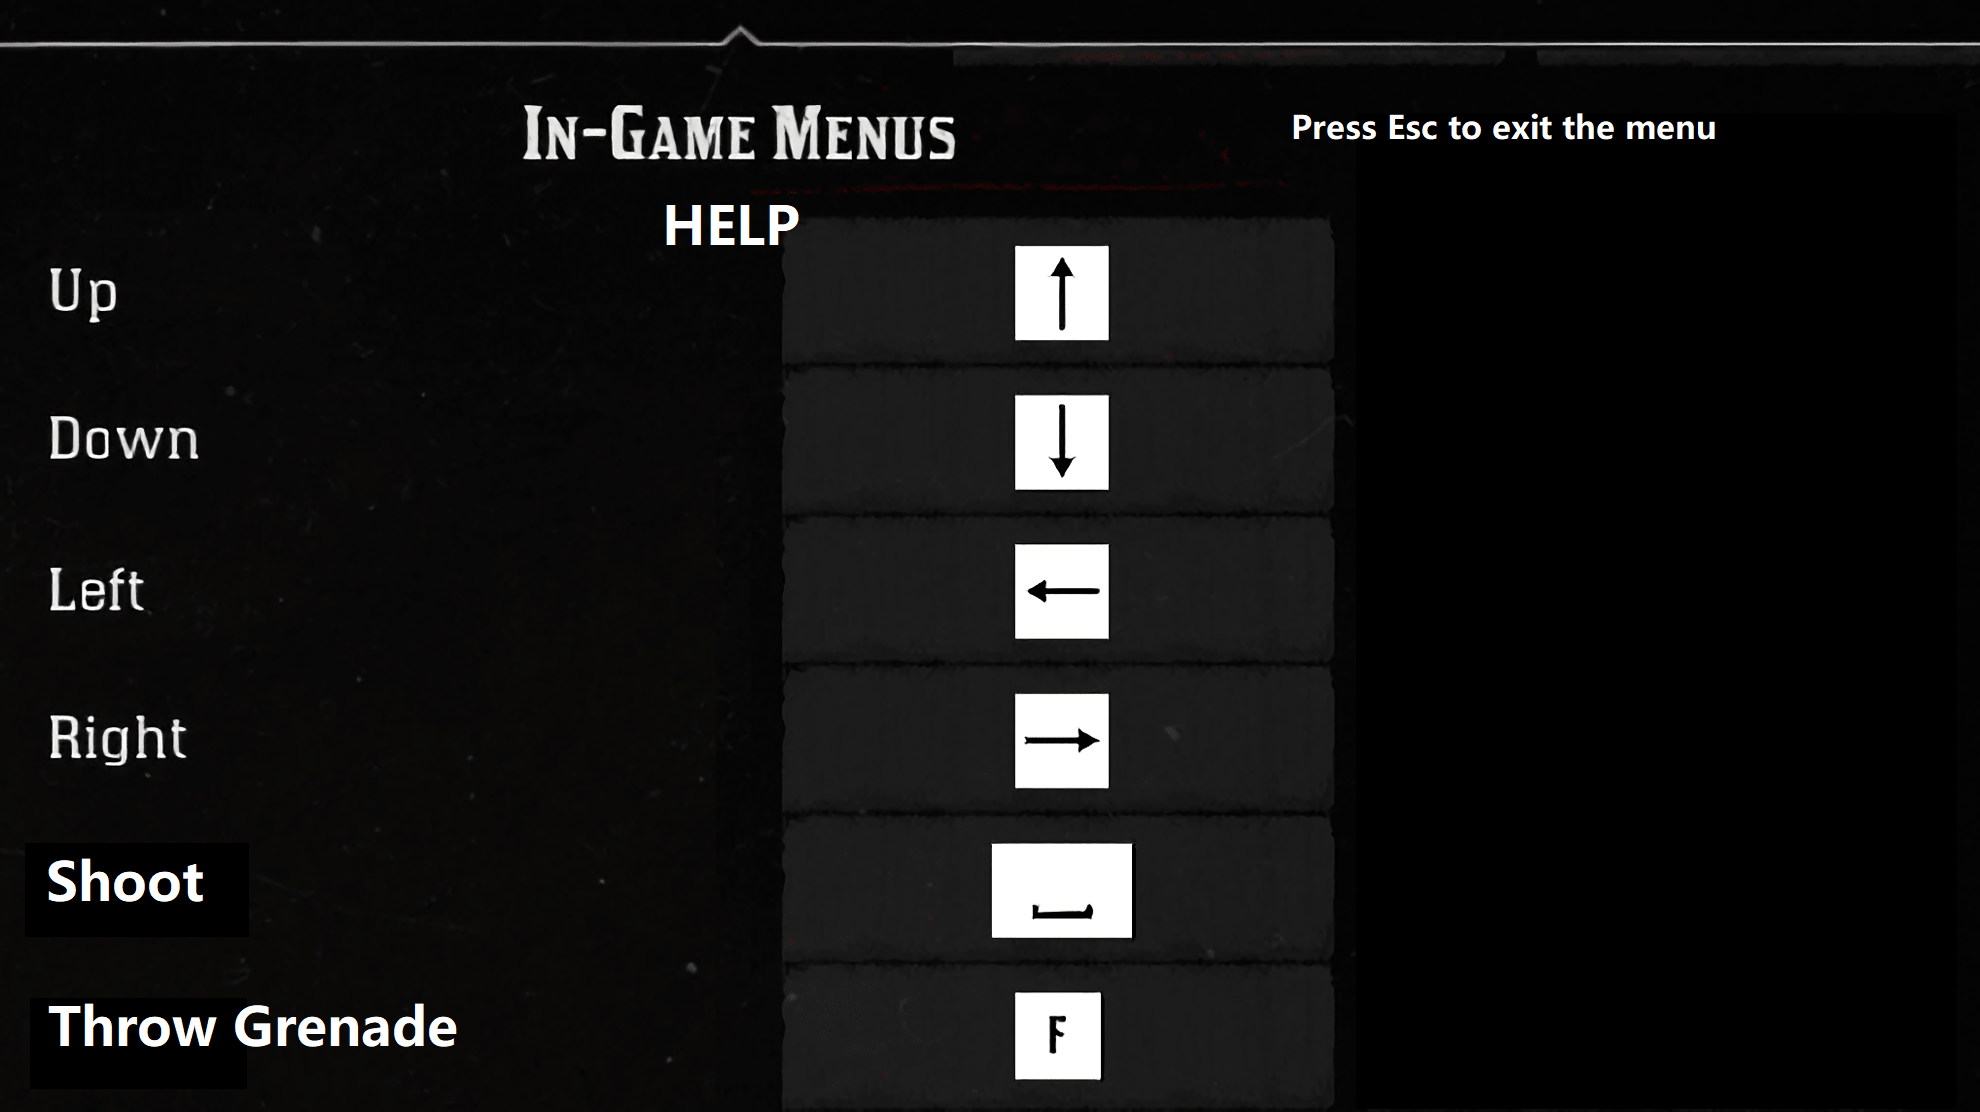 In-Game Menus
Press Esc to exit the menu
HELP
Up
Down
Left
Right
Shoot
Throw Grenade
F